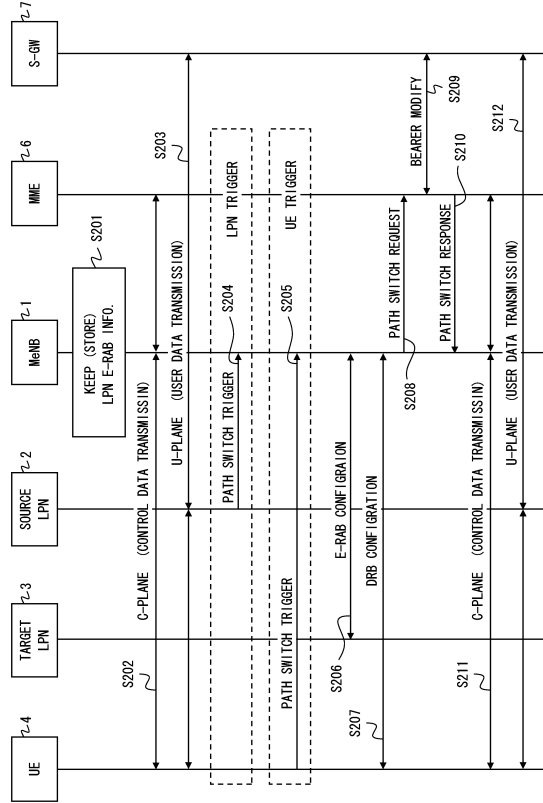 UE
4
TARGET
LPN
3
SOURCE
LPN
2
MeNB
1
MME
6
S-GW
7
KEEP (STORE)
LPN E-RAB INFO.
S201
C-PLANE (CONTROL DATA TRANSMISSIN)
S202
U-PLANE (USER DATA TRANSMISSION)
S203
PATH SWITCH TRIGGER
S204
LPN TRIGGER
PATH SWITCH TRIGGER
S205
UE TRIGGER
E-RAB CONFIGRAION
S206
DRB CONFIGRATION
S207
PATH SWITCH REQUEST
S208
BEARER MODIFY
S209
PATH SWITCH RESPONSE
S210
C-PLANE (CONTROL DATA TRANSMISSION)
S211
U-PLANE (USER DATA TRANSMISSION)
S212